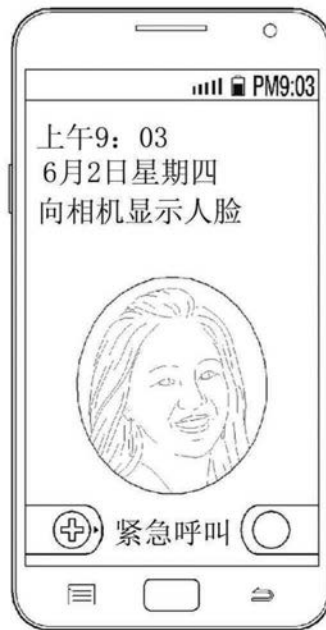 PM9:03
上午9：03
6月2日星期四
向相机显示人脸
紧急呼叫